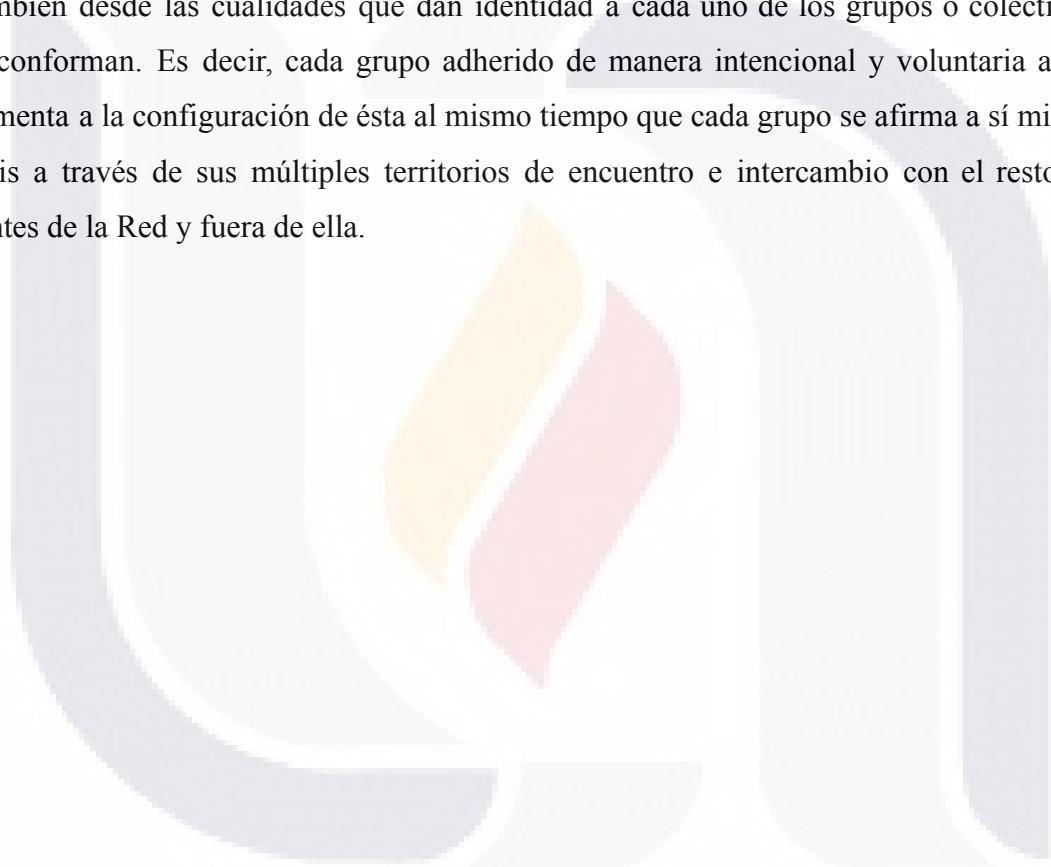 mbién desde las cualidades que dan identidad a cada uno de los grupos o colecti
conforman. Es decir, cada grupo adherido de manera intencional y voluntaria a
menta a la configuración de ésta al mismo tiempo que cada grupo se afirma a sí mi
is a través de sus múltiples territorios de encuentro e intercambio con el resto
ntes de la Red y fuera de ella.